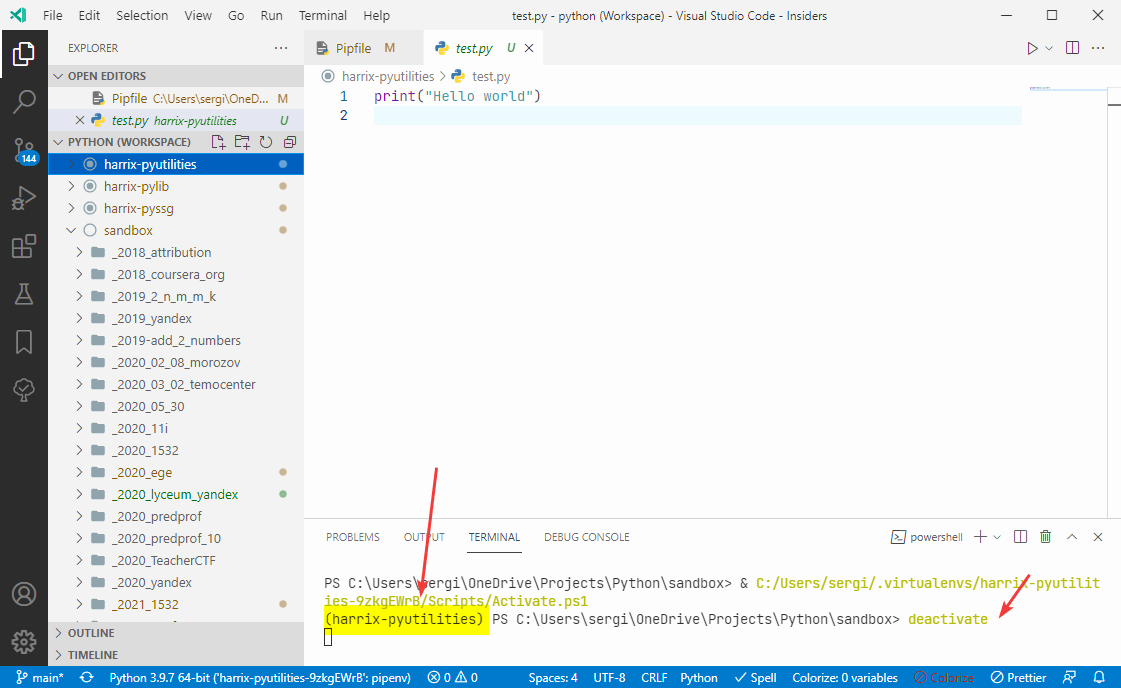 File Edit Selection View Go Run Terminal Help test.py - python (Workspace) - Visual Studio Code - Insiders
EXPLORER
Pipfile M
test.py U
OPEN EDITORS
harrix-pyutilities > test.py
Pipfile C:\Users\sergi\OneD... M
test.py harrix-pyutilities U
1 print("Hello world")
2
PYTHON (WORKSPACE)
144
harrix-pyutilities
harrix-pylib
harrix-pyssg
sandbox
_2018_attribution
_2018_coursera_org
_2019_2_n_m_m_k
_2019_yandex
_2019-add_2_numbers
_2020_02_08_morozov
_2020_03_02_temocenter
_2020_05_30
_2020_11i
_2020_1532
_2020_ege
_2020_lyceum_yandex
_2020_predprof
_2020_predprof_10
_2020_TeacherCTF
_2020_yandex
_2021_1532
OUTLINE
TIMELINE
PROBLEMS OUTPUT TERMINAL DEBUG CONSOLE powershell
PS C:\Users\sergi\OneDrive\Projects\Python\sandbox> & C:/Users/sergi/.virtualenvs/harrix-pyutilit
ies-9zkgEWrB/Scripts/Activate.ps1
(harrix-pyutilities) PS C:\Users\sergi\OneDrive\Projects\Python\sandbox> deactivate
main* Python 3.9.7 64-bit ('harrix-pyutilities-9zkgEWrB': pipenv) 0 0 Spaces: 4 UTF-8 CRLF Python Spell Colorize: 0 variables Colorize Prettier